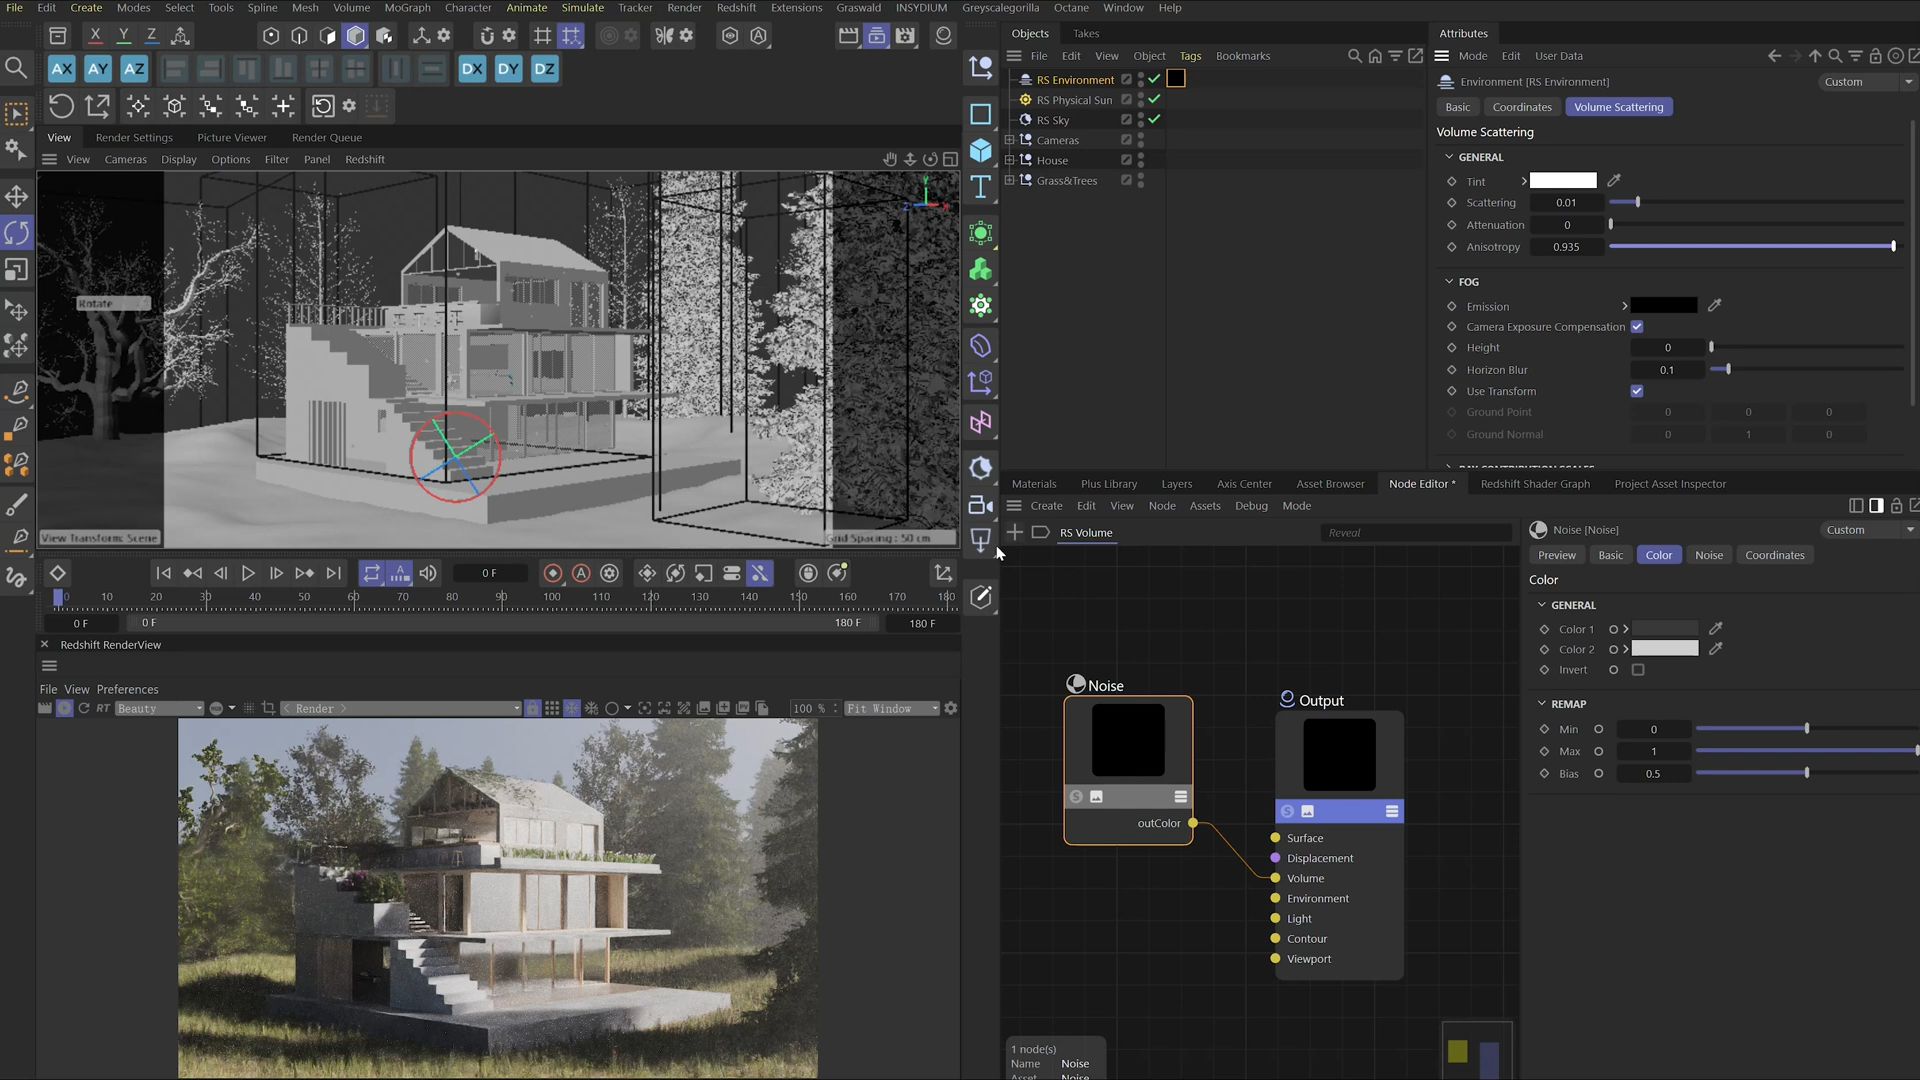 File Edit Create Modes Select Tools Spline Mesh Volume MoGraph Character Animate Simulate Tracker Render Redshift Extensions Graswald INSYDIUM Greyscalegorilla Octane Window Help
X Y Z
AX AY AZ DX DY DZ
View Render Settings Picture Viewer Render Queue
View Cameras Display Options Filter Panel Redshift
Rotate
Y
Z X
View Transform: Scene
Grid Spacing : 50 cm
0 F
0 10 20 30 40 50 60 70 80 90 100 110 120 130 140 150 160 170 180
0 F 0 F 180 F 180 F
Redshift RenderView
File View Preferences
RT Beauty < Render > 100 % Fit Window
Objects Takes
File Edit View Object Tags Bookmarks
RS Environment
RS Physical Sun
RS Sky
Cameras
House
Grass&Trees
Attributes
Mode Edit User Data
Environment [RS Environment] Custom
Basic Coordinates Volume Scattering
Volume Scattering
GENERAL
Tint
Scattering 0.01
Attenuation 0
Anisotropy 0.935
FOG
Emission
Camera Exposure Compensation
Height 0
Horizon Blur 0.1
Use Transform
Ground Point 0 0 0
Ground Normal 0 1 0
RAY CONTRIBUTION SCALES
Materials Plus Library Layers Axis Center Asset Browser Node Editor * Redshift Shader Graph Project Asset Inspector
Create Edit View Node Assets Debug Mode
RS Volume Reveal
Noise
outColor
Output
Surface
Displacement
Volume
Environment
Light
Contour
Viewport
1 node(s)
Name Noise
Asset Noise
Noise [Noise] Custom
Preview Basic Color Noise Coordinates
Color
GENERAL
Color 1
Color 2
Invert
REMAP
Min 0
Max 1
Bias 0.5